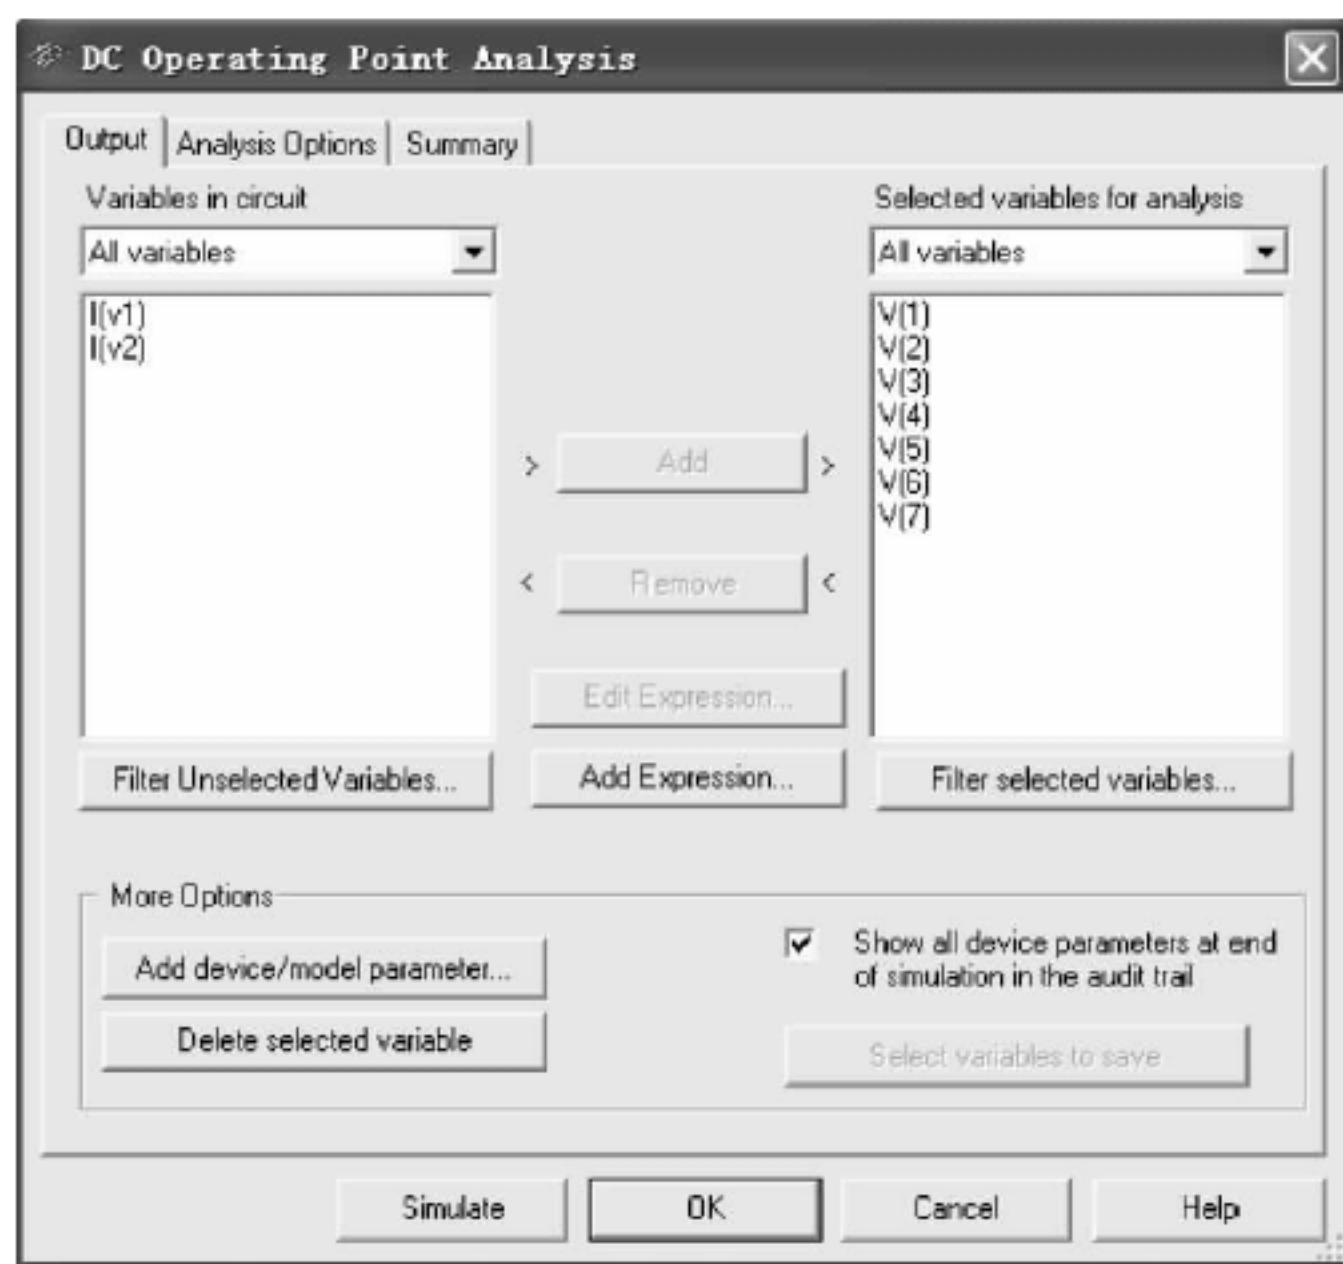 DC Operating Point Analysis
Output
Analysis Options
Summary
Variables in circuit
Selected variables for analysis
All variables
All variables
I(v1)
I(v2)
V(1)
V(2)
V(3)
V(4)
V(5)
V(6)
V(7)
> Add >
< Remove <
Edit Expression...
Filter Unselected Variables...
Add Expression...
Filter selected variables...
More Options
Add device/model parameter...
Show all device parameters at end
of simulation in the audit trail
Delete selected variable
Select variables to save
Simulate
OK
Cancel
Help